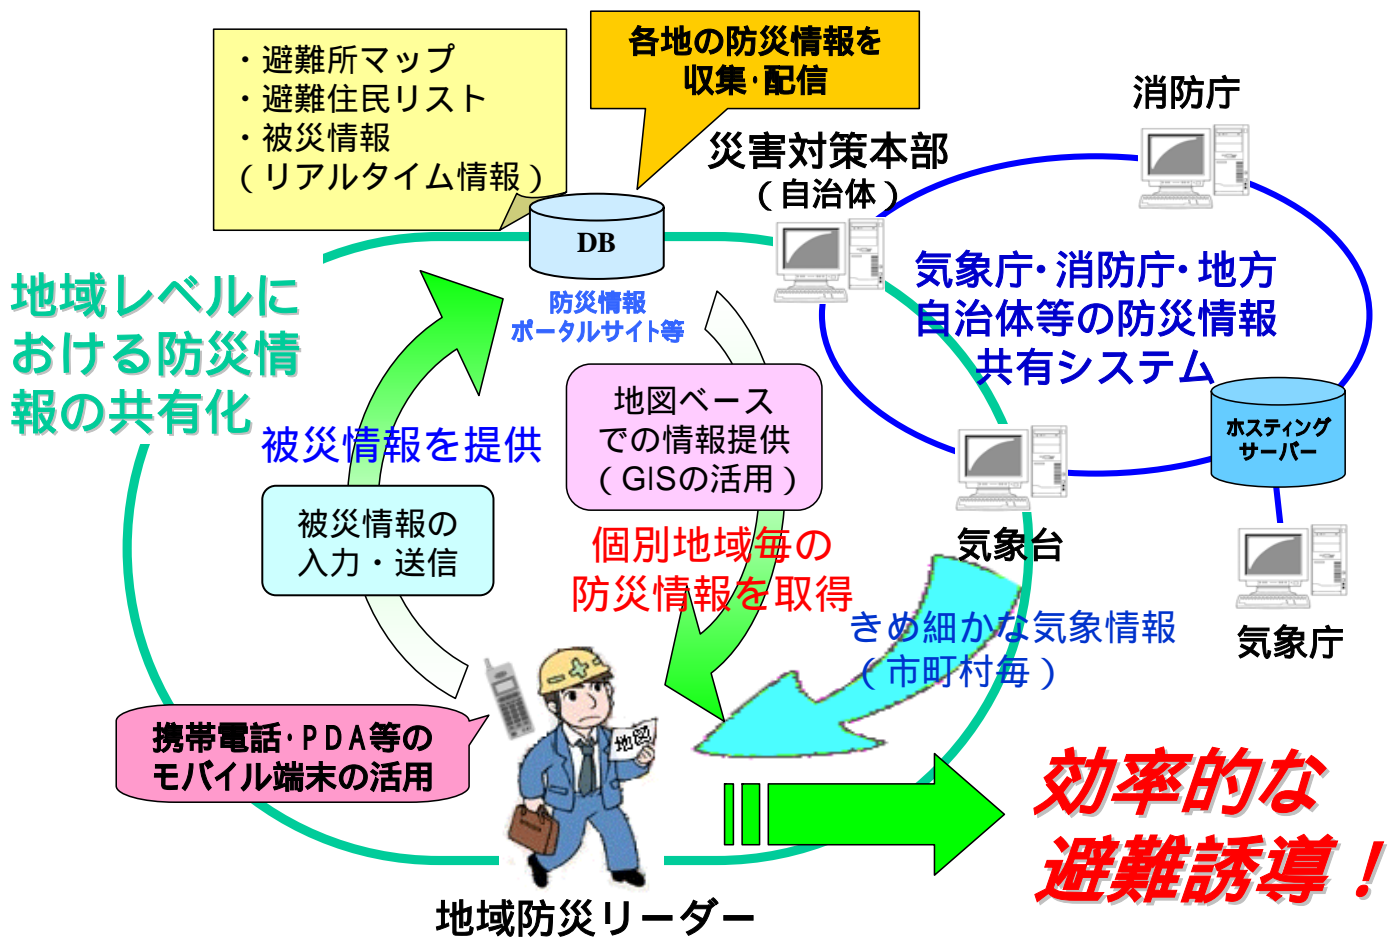 ・避難所マップ
・避難住民リスト
・被災情報
（リアルタイム情報）
各地の防災情報を
収集・配信
消防庁
災害対策本部
（自治体）
DB
防災情報
ポータルサイト等
気象庁・消防庁・地方
自治体等の防災情報
共有システム
地域レベルに
おける防災情
報の共有化
地図ベース
での情報提供
（GISの活用）
被災情報を提供
ホスティング
サーバー
被災情報の
入力・送信
個別地域毎の
防災情報を取得
気象台
きめ細かな気象情報
（市町村毎）
気象庁
携帯電話・PDA等の
モバイル端末の活用
地図
効率的な
避難誘導！
地域防災リーダー